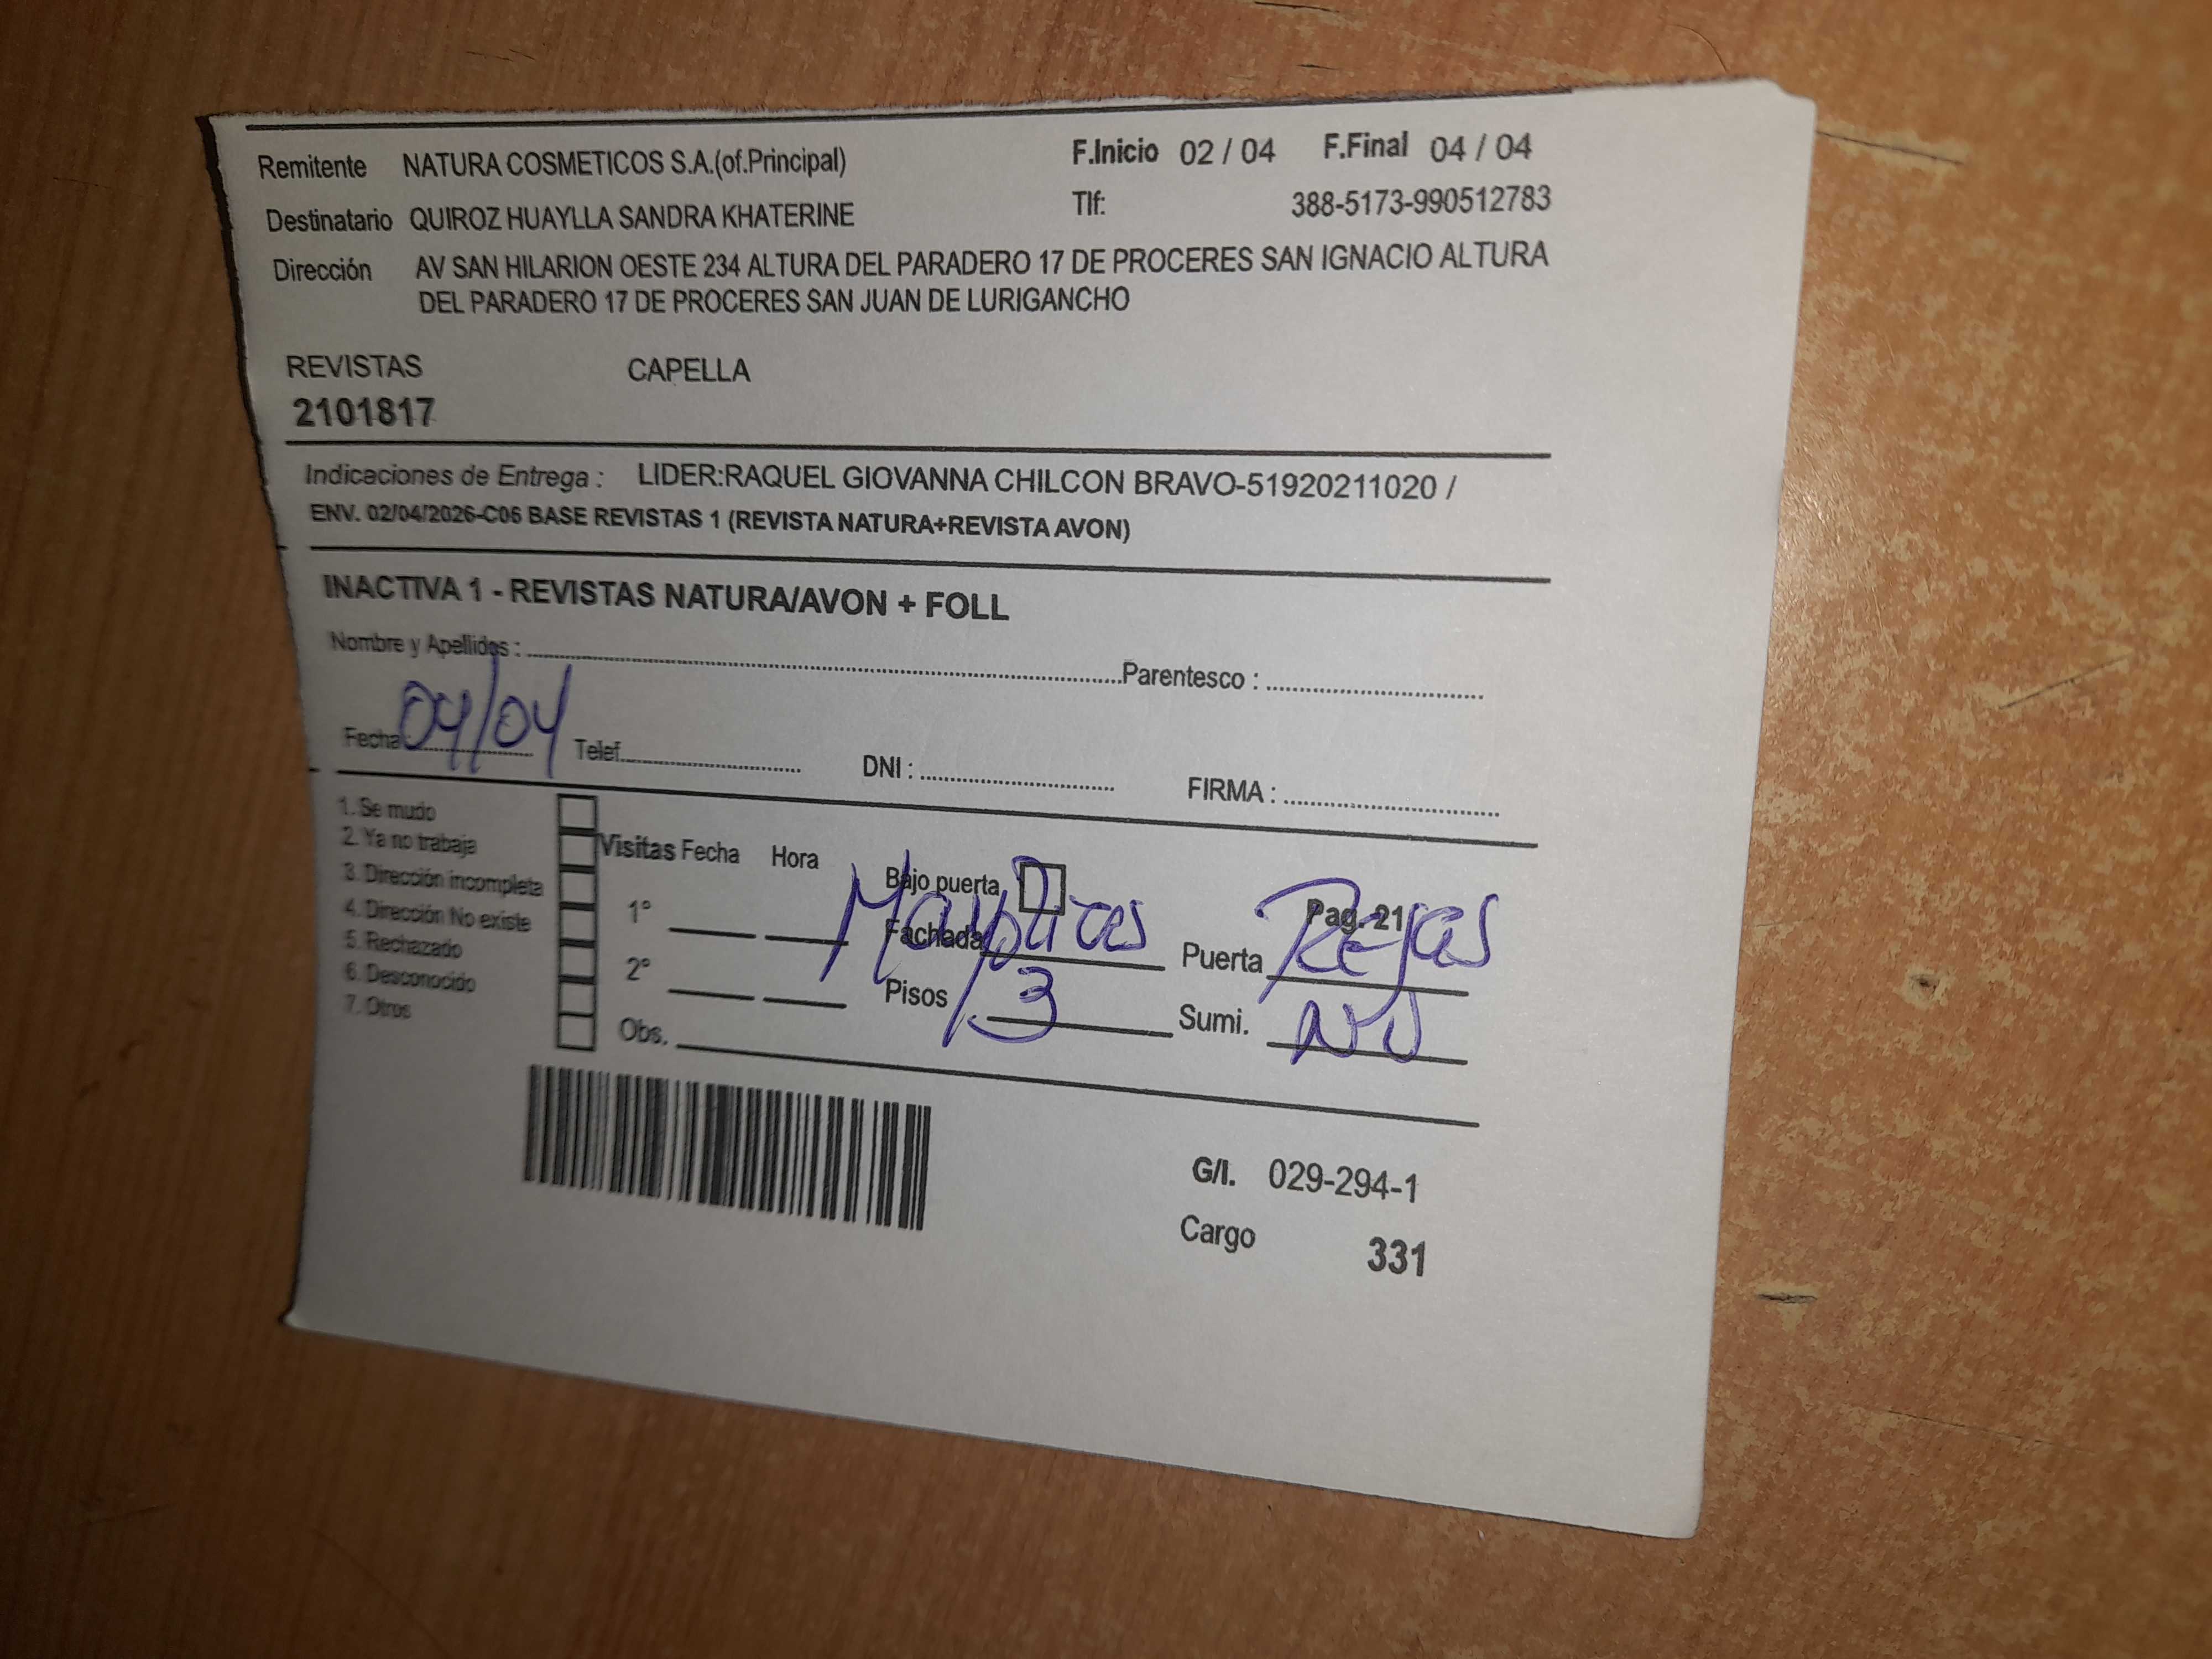 Remitente NATURA COSMETICOS S.A.(of.Principal) F.Inicio 02 / 04 F.Final 04 / 04
Destinatario QUIROZ HUAYLLA SANDRA KHATERINE Tlf: 388-5173-990512783
Dirección AV SAN HILARION OESTE 234 ALTURA DEL PARADERO 17 DE PROCERES SAN IGNACIO ALTURA
DEL PARADERO 17 DE PROCERES SAN JUAN DE LURIGANCHO
REVISTAS CAPELLA
2101817
Indicaciones de Entrega : LIDER:RAQUEL GIOVANNA CHILCON BRAVO-51920211020 /
ENV. 02/04/2026-C06 BASE REVISTAS 1 (REVISTA NATURA+REVISTA AVON)
INACTIVA 1 - REVISTAS NATURA/AVON + FOLL
Nombre y Apellidos : Parentesco :
Fecha: 04/04 Telef. DNI : FIRMA :
1. Se mudo
2. Ya no trabaja
3. Dirección incompleta
4. Dirección No existe
5. Rechazado
6. Desconocido
7. Otros
Visitas Fecha Hora
1°
2°
Obs.
Bajo puerta Pag. 21
Fachada Mayolicas Puerta Rejas
Pisos 3 Sumi. NO
G/I. 029-294-1
Cargo 331